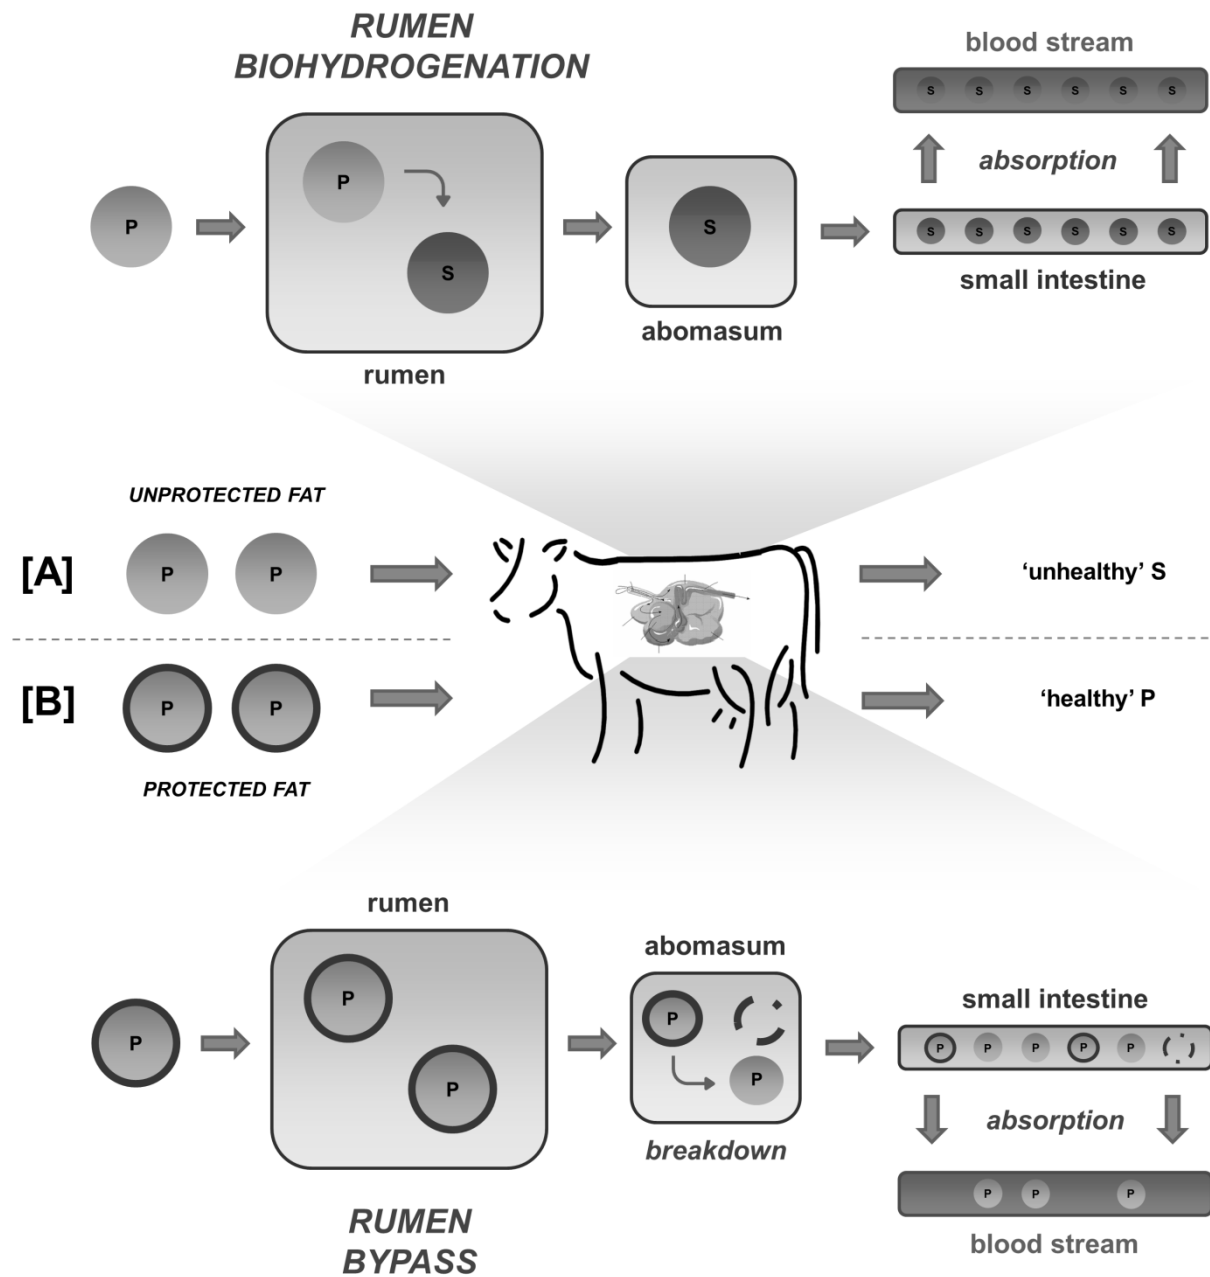 RUMEN
BIOHYDROGENATION
blood stream
S S S S S S
absorption
P
P
S
S
S S S S S S
small intestine
abomasum
rumen
UNPROTECTED FAT
[A]
P P
'unhealthy' S
[B]
P P
'healthy' P
PROTECTED FAT
rumen
abomasum
small intestine
P
P
P
P
P
P P P P P
absorption
breakdown
P P P
blood stream
RUMEN
BYPASS